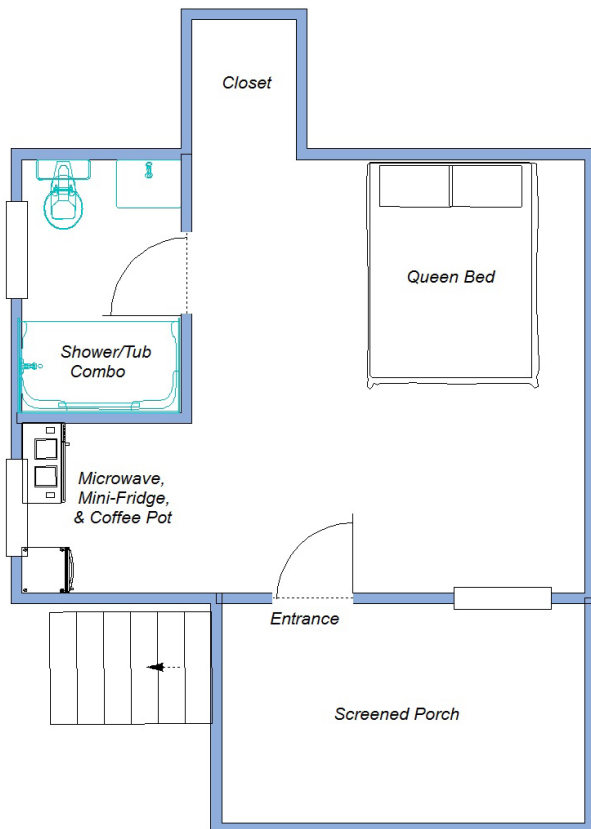 Closet
Queen Bed
Shower/Tub
Combo
Microwave,
Mini-Fridge,
& Coffee Pot
Entrance
Screened Porch